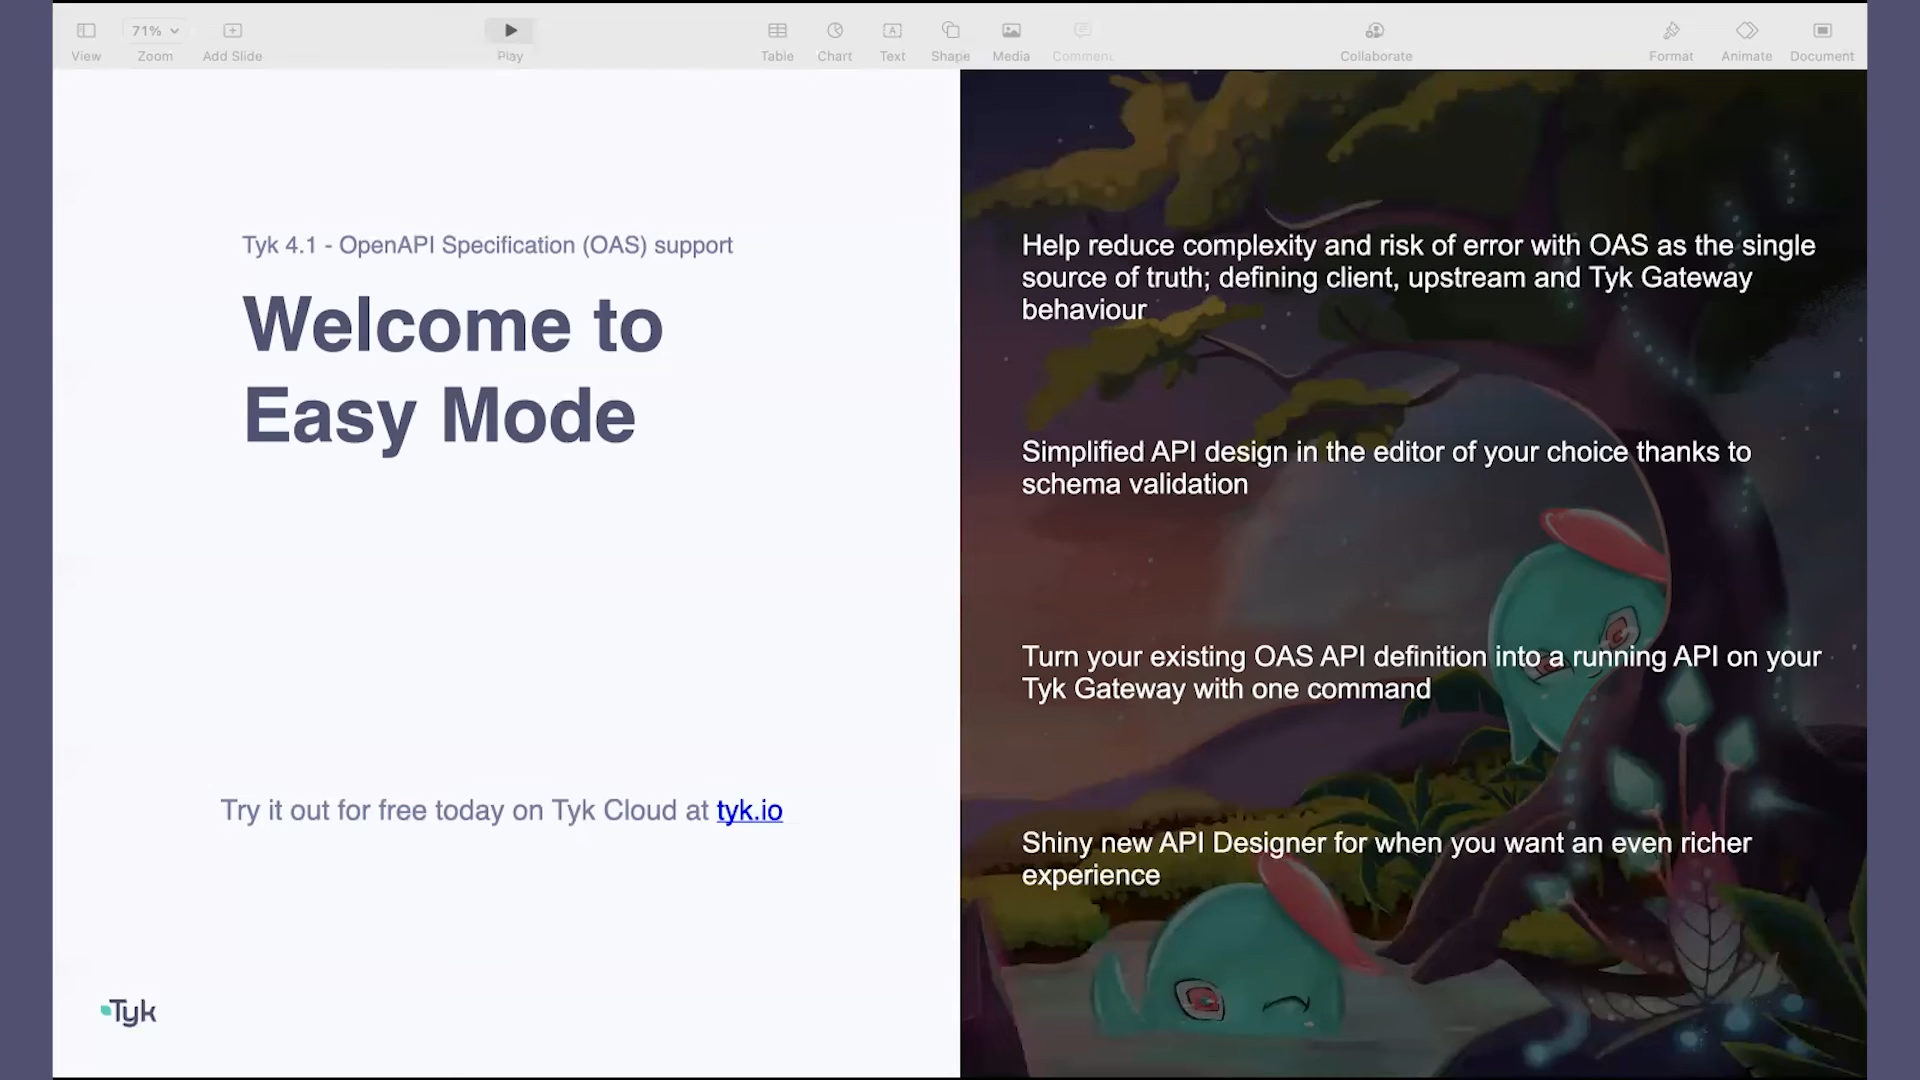 View
71%
Zoom
Add Slide
Play
Table
Chart
Text
Shape
Media
Comment
Collaborate
Format
Animate
Document
Tyk 4.1 - OpenAPI Specification (OAS) support
Welcome to
Easy Mode
Try it out for free today on Tyk Cloud at tyk.io
Tyk
Help reduce complexity and risk of error with OAS as the single
source of truth; defining client, upstream and Tyk Gateway
behaviour
Simplified API design in the editor of your choice thanks to
schema validation
Turn your existing OAS API definition into a running API on your
Tyk Gateway with one command
Shiny new API Designer for when you want an even richer
experience